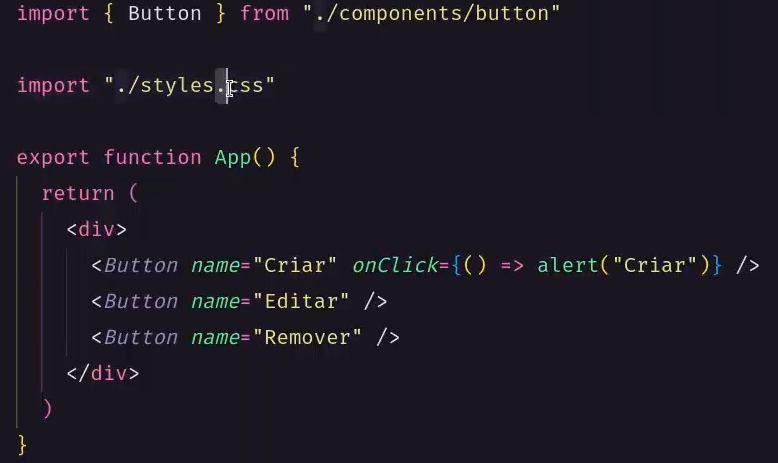 import { Button } from "./components/button"
import "./styles.css"
export function App() {
return (
<div>
<Button name="Criar" onClick={() => alert("Criar")} />
<Button name="Editar" />
<Button name="Remover" />
</div>
)
}